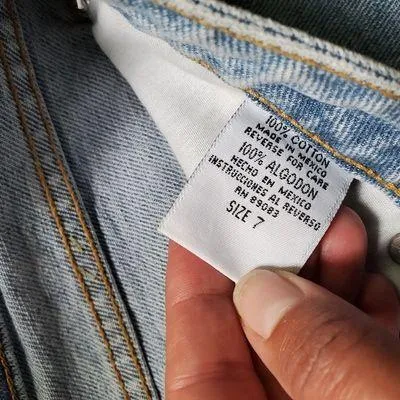 100% COTTON
MADE IN MEXICO
REVERSE FOR CARE
100% ALGODON
HECHO EN MEXICO
INSTRUCCIONES AL REVERSO
RN 89083
SIZE 7